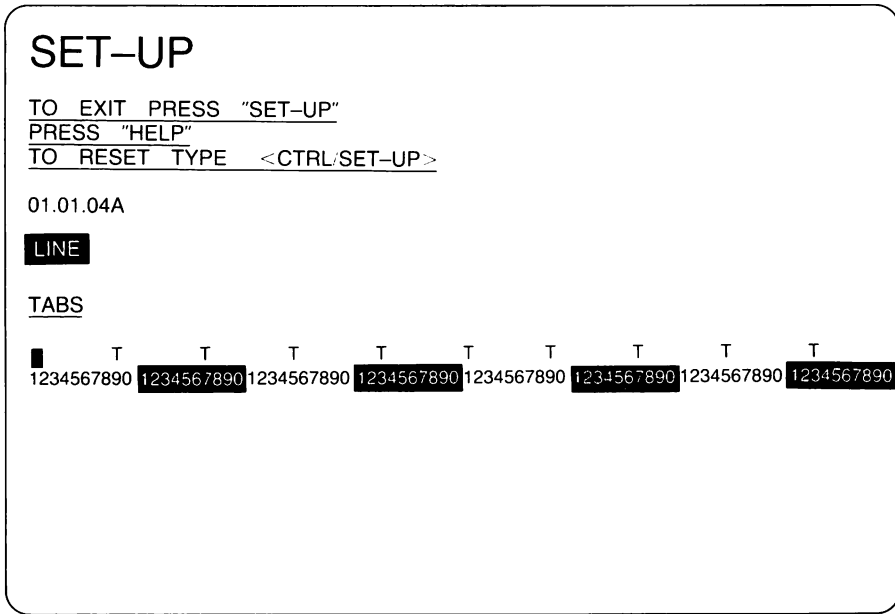 SET–UP
TO EXIT PRESS "SET–UP"
PRESS "HELP"
TO RESET TYPE <CTRL/SET–UP>
01.01.04A
LINE
TABS
T T T T T T T T T
1234567890 1234567890 1234567890 1234567890 1234567890 1234567890 1234567890 1234567890